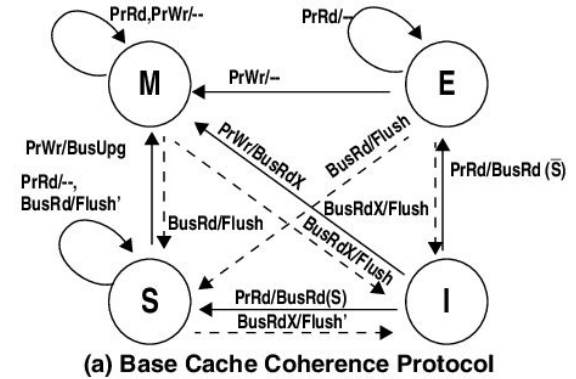 PrRd,PrWr/--
PrRd/--
M
E
PrWr/--
PrWr/BusUpg
PrWr/BusRdX
BusRd/Flush
PrRd/BusRd (S̅)
PrRd/--,
BusRd/Flush’
BusRd/Flush
BusRdX/Flush
BusRdX/Flush
S
I
PrRd/BusRd(S)
BusRdX/Flush’
(a) Base Cache Coherence Protocol